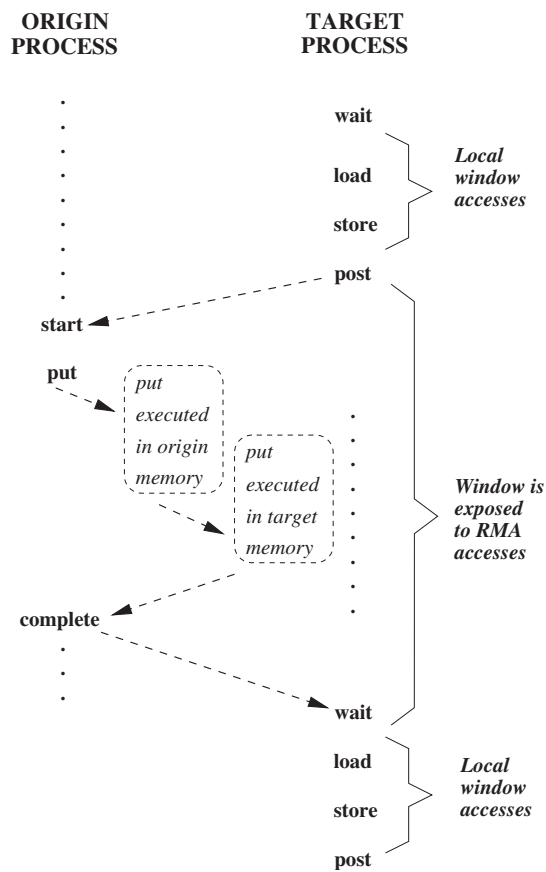 ORIGIN
PROCESS
TARGET
PROCESS
wait
load
store
Local
window
accesses
post
start
put
put
executed
in origin
memory
put
executed
in target
memory
Window is
exposed
to RMA
accesses
complete
wait
load
store
Local
window
accesses
post